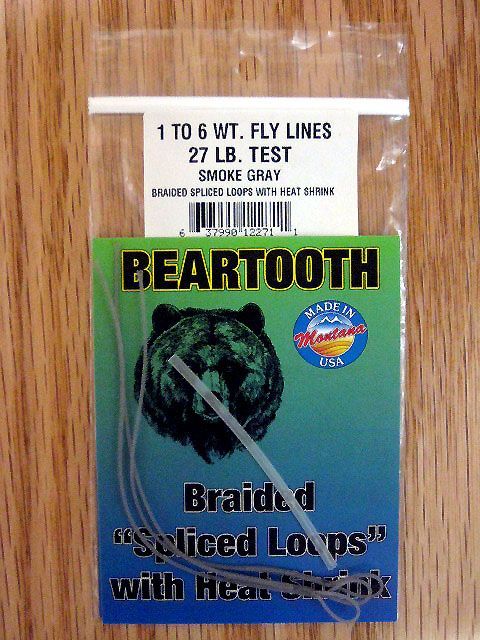 1 TO 6 WT. FLY LINES
27 LB. TEST
SMOKE GRAY
BRAIDED SPLICED LOOPS WITH HEAT SHRINK
6 37990 12271 1
BEARTOOTH
MADE IN
Montana
USA
Braided
“Spliced Loops”
with Heat Shrink